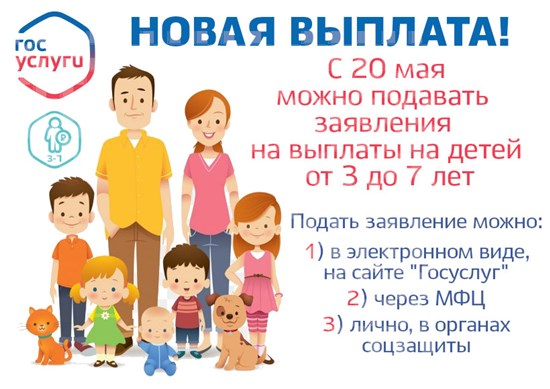 гос
услуги
НОВАЯ ВЫПЛАТА!
С 20 мая
можно подавать
заявления
на выплаты на детей
от 3 до 7 лет
₽
3-7
Подать заявление можно:
1) в электронном виде,
на сайте "Госуслуг"
2) через МФЦ
3) лично, в органах
соцзащиты